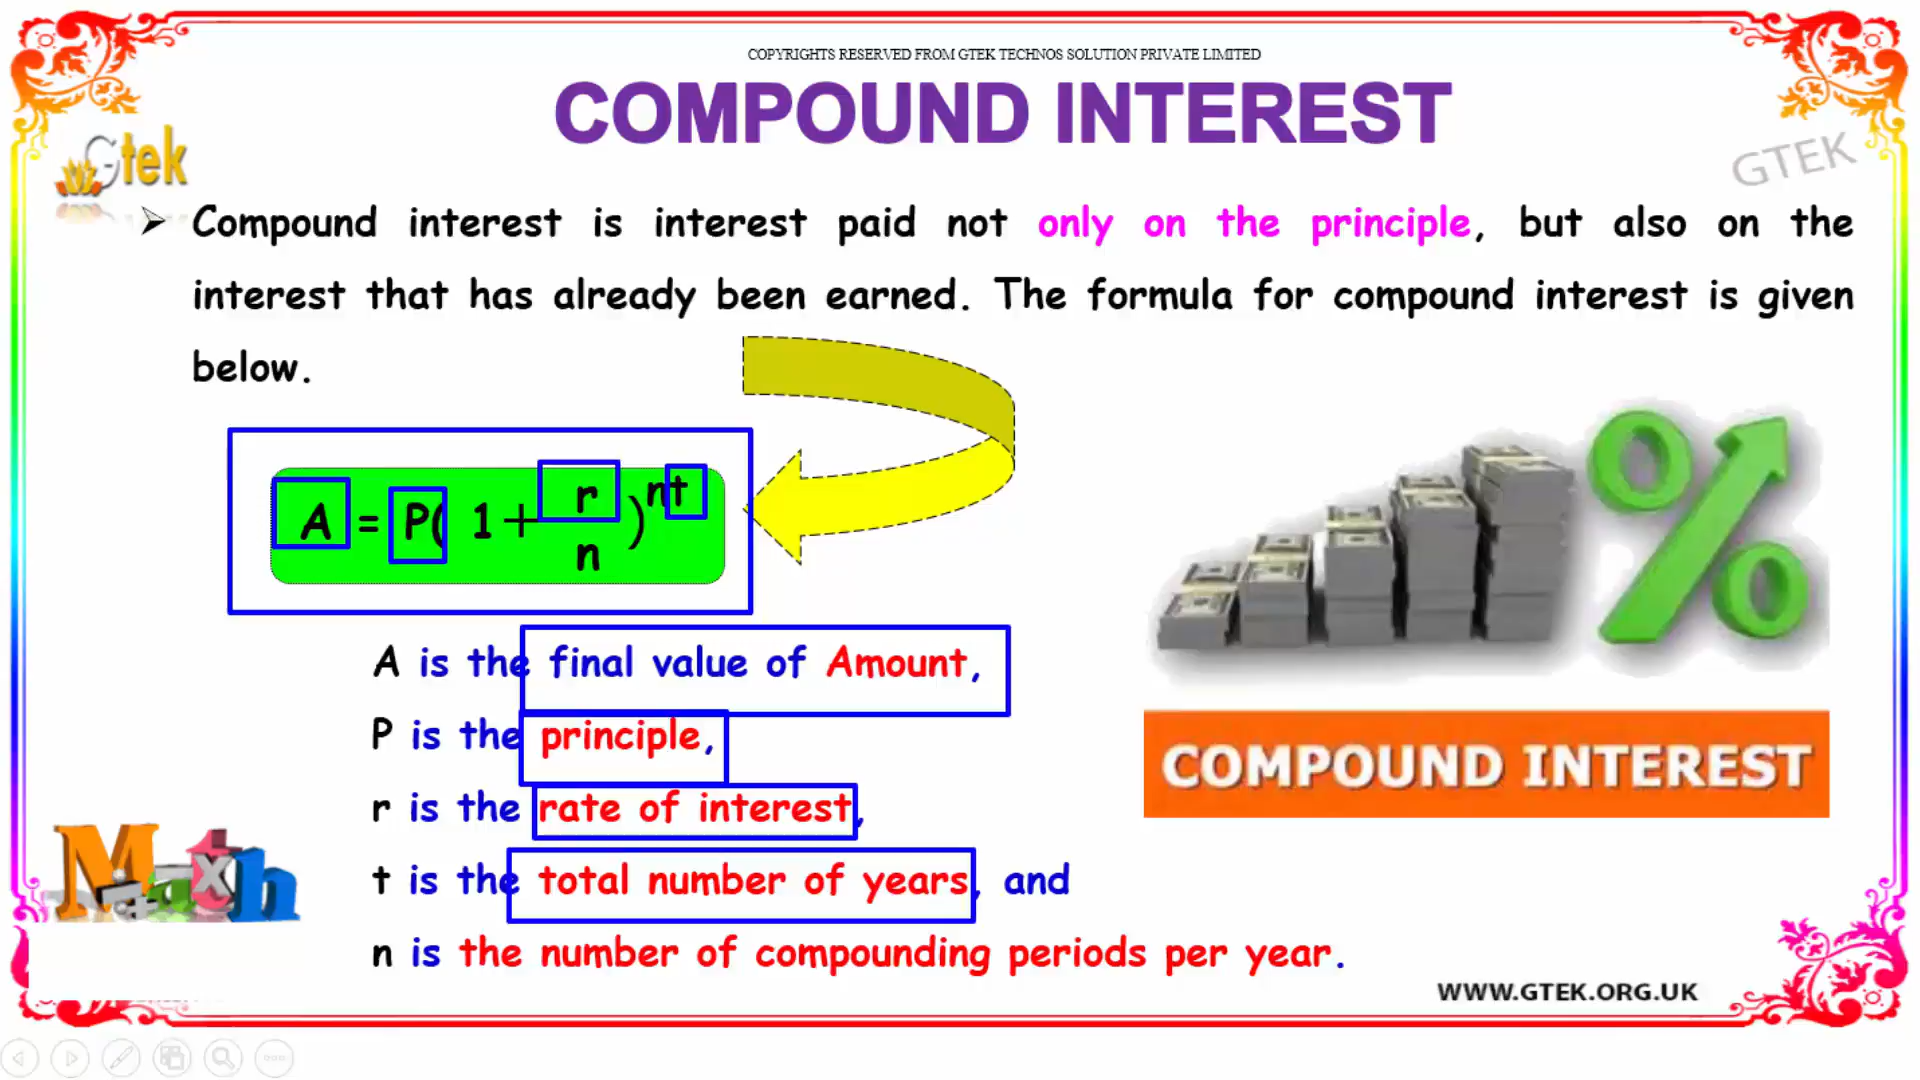 COPYRIGHTS RESERVED FROM GTEK TECHNOS SOLUTION PRIVATE LIMITED
COMPOUND INTEREST
Gtek
GTEK
➢ Compound interest is interest paid not only on the principle, but also on the
interest that has already been earned. The formula for compound interest is given
below.
A = P( 1 + r/n )^nt
A is the final value of Amount,
P is the principle,
r is the rate of interest,
t is the total number of years, and
n is the number of compounding periods per year.
COMPOUND INTEREST
Math
WWW.GTEK.ORG.UK